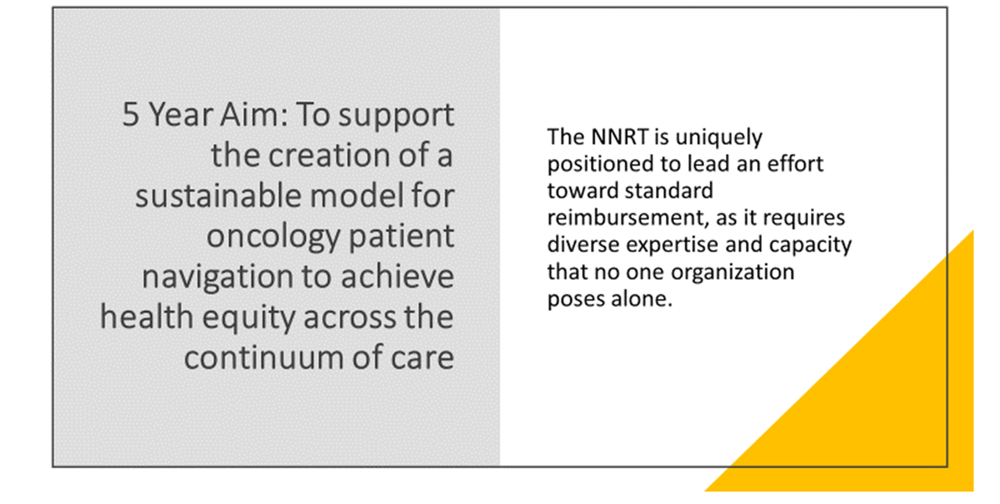 5 Year Aim: To support
the creation of a
sustainable model for
oncology patient
navigation to achieve
health equity across the
continuum of care
The NNRT is uniquely
positioned to lead an effort
toward standard
reimbursement, as it requires
diverse expertise and capacity
that no one organization
poses alone.